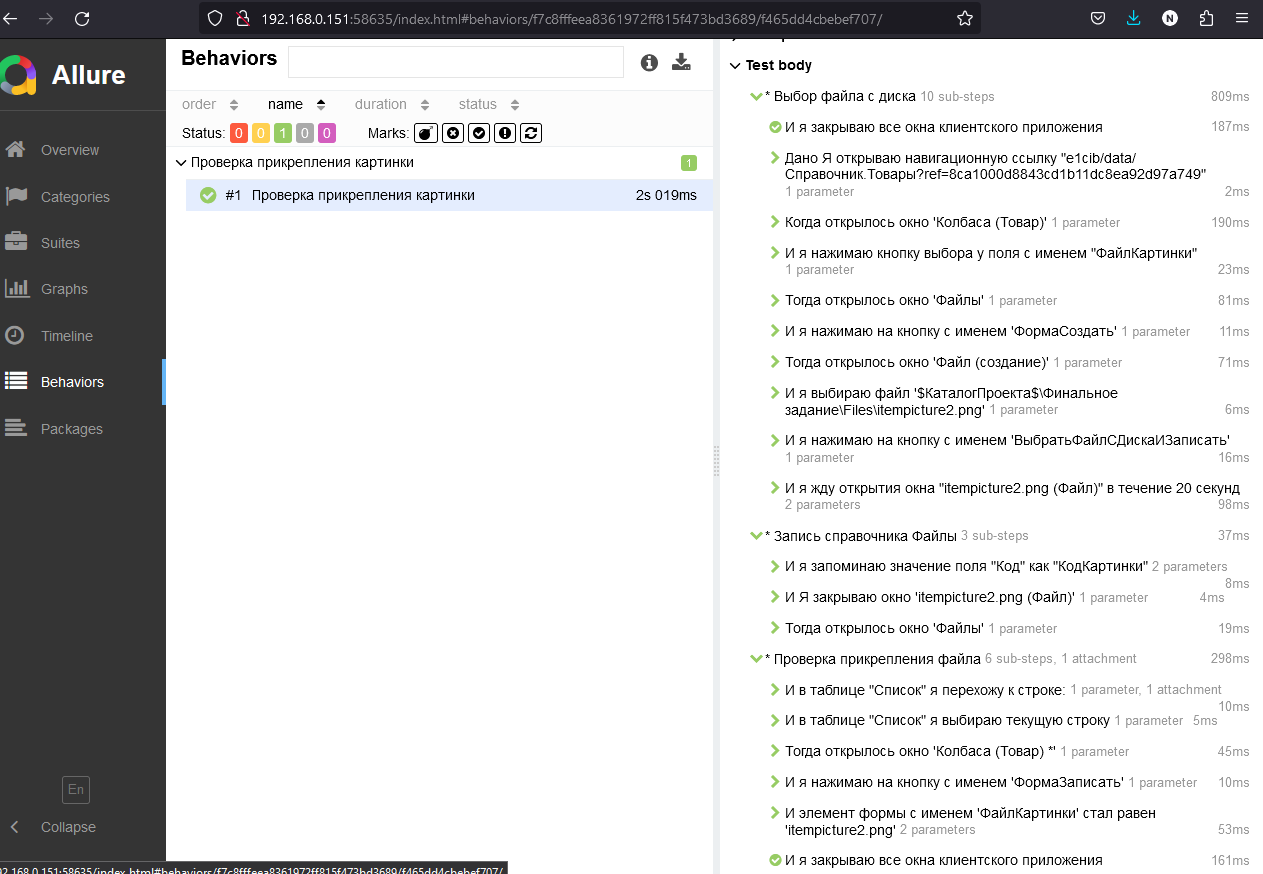 192.168.0.151:58635/index.html#behaviors/f7c8fffeea8361972ff815f473bd3689/f465dd4cbebef707/
N
Allure
Overview
Categories
Suites
Graphs
Timeline
Behaviors
Packages
En
Collapse
Behaviors
order name duration status
Status: 0 0 1 0 0 Marks:
Проверка прикрепления картинки 1
#1 Проверка прикрепления картинки 2s 019ms
Test body
* Выбор файла с диска 10 sub-steps 809ms
И я закрываю все окна клиентского приложения 187ms
Дано Я открываю навигационную ссылку "e1cib/data/
Справочник.Товары?ref=8ca1000d8843cd1b11dc8ea92d97a749"
1 parameter 2ms
Когда открылось окно 'Колбаса (Товар)' 1 parameter 190ms
И я нажимаю кнопку выбора у поля с именем "ФайлКартинки"
1 parameter 23ms
Тогда открылось окно 'Файлы' 1 parameter 81ms
И я нажимаю на кнопку с именем 'ФормаСоздать' 1 parameter 11ms
Тогда открылось окно 'Файл (создание)' 1 parameter 71ms
И я выбираю файл '$КаталогПроекта$\Финальное
задание\Files\itempicture2.png' 1 parameter 6ms
И я нажимаю на кнопку с именем 'ВыбратьФайлСДискаИЗаписать'
1 parameter 16ms
И я жду открытия окна "itempicture2.png (Файл)" в течение 20 секунд
2 parameters 98ms
* Запись справочника Файлы 3 sub-steps 37ms
И я запоминаю значение поля "Код" как "КодКартинки" 2 parameters
8ms
И Я закрываю окно 'itempicture2.png (Файл)' 1 parameter 4ms
Тогда открылось окно 'Файлы' 1 parameter 19ms
* Проверка прикрепления файла 6 sub-steps, 1 attachment 298ms
И в таблице "Список" я перехожу к строке: 1 parameter, 1 attachment
10ms
И в таблице "Список" я выбираю текущую строку 1 parameter 5ms
Тогда открылось окно 'Колбаса (Товар) *' 1 parameter 45ms
И я нажимаю на кнопку с именем 'ФормаЗаписать' 1 parameter 10ms
И элемент формы с именем 'ФайлКартинки' стал равен
'itempicture2.png' 2 parameters 53ms
И я закрываю все окна клиентского приложения 161ms